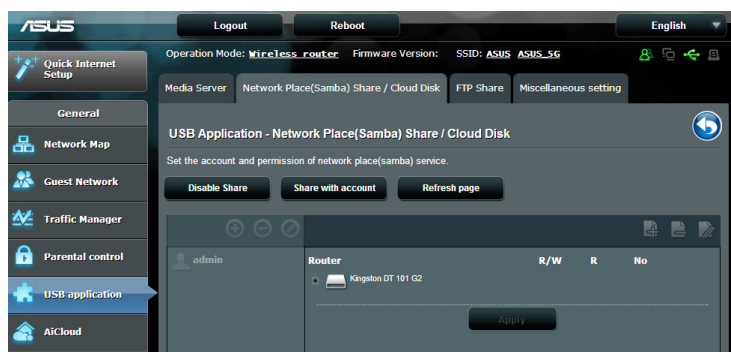 ASUS Logout Reboot English
Quick Internet Setup
Operation Mode: Wireless router Firmware Version: SSID: ASUS ASUS_5G
Media Server Network Place(Samba) Share / Cloud Disk FTP Share Miscellaneous setting
General
Network Map
Guest Network
Traffic Manager
Parental control
USB application
AiCloud
USB Application - Network Place(Samba) Share / Cloud Disk
Set the account and permission of network place(samba) service.
Disable Share Share with account Refresh page
admin Router R/W R No
Kingston DT 101 G2
Apply